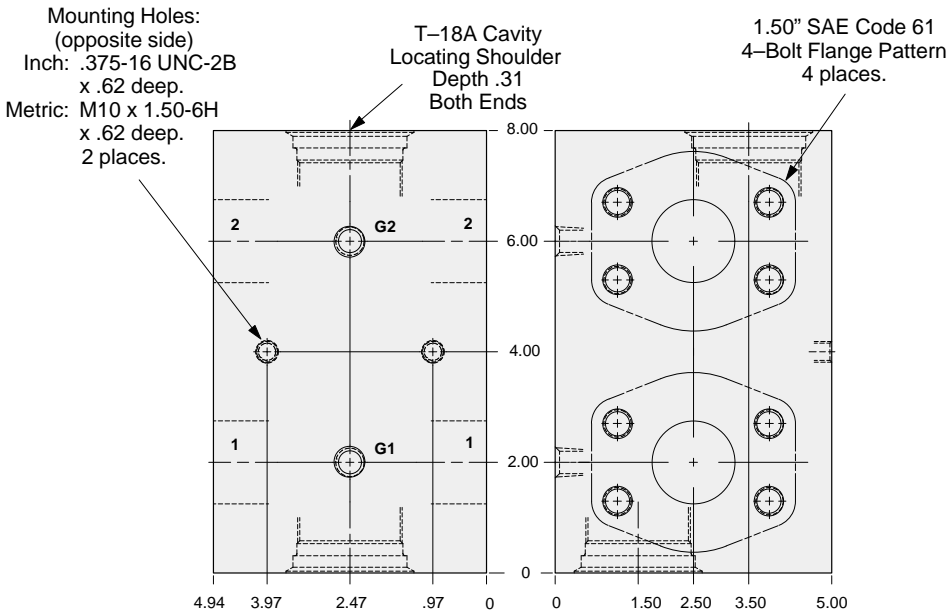 Mounting Holes:
(opposite side)
Inch: .375-16 UNC-2B
x .62 deep.
Metric: M10 x 1.50-6H
x .62 deep.
2 places.
T–18A Cavity
Locating Shoulder
Depth .31
Both Ends
1.50” SAE Code 61
4–Bolt Flange Pattern
4 places.
8.00
2
G2
2
6.00
4.00
1
G1
1
2.00
0
4.94 3.97 2.47 .97 0
0 1.50 2.50 3.50 5.00